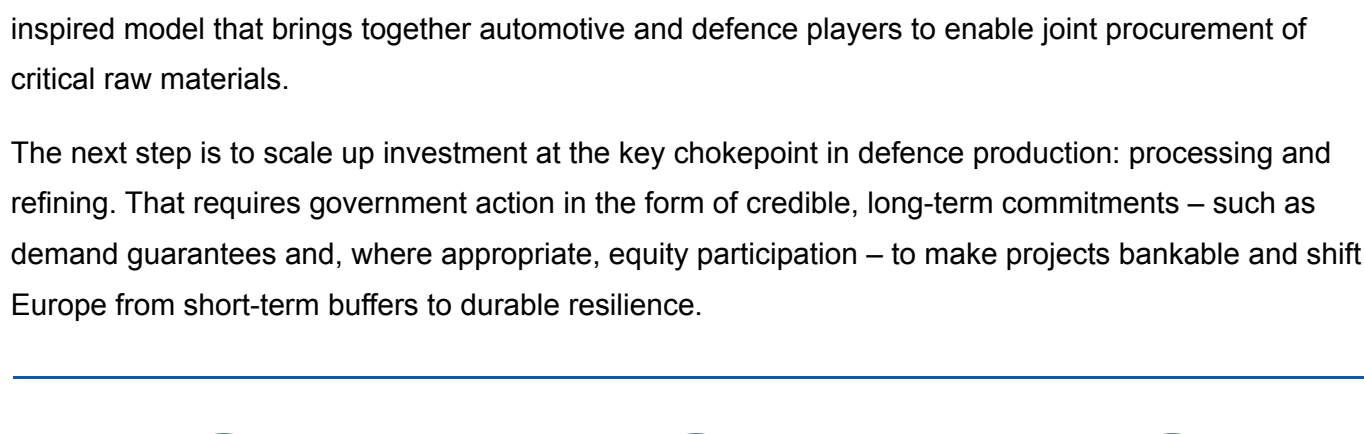 inspired model that brings together automotive and defence players to enable joint procurement of
critical raw materials.
The next step is to scale up investment at the key chokepoint in defence production: processing and
refining. That requires government action in the form of credible, long-term commitments – such as
demand guarantees and, where appropriate, equity participation – to make projects bankable and shift
Europe from short-term buffers to durable resilience.